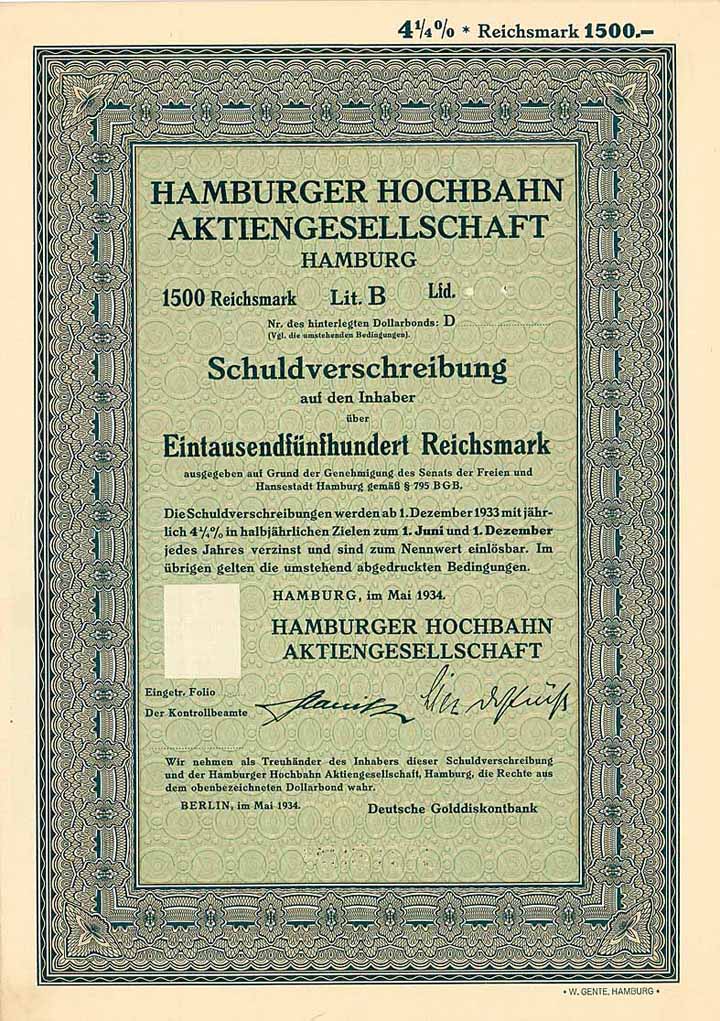 4¼% * Reichsmark 1500.–
HAMBURGER HOCHBAHN
AKTIENGESELLSCHAFT
HAMBURG
1500 Reichsmark Lit. B Lid.
Nr. des hinterlegten Dollarbonds: D
(Vgl. die umstehenden Bedingungen).
Schuldverschreibung
auf den Inhaber
über
Eintausendfünfhundert Reichsmark
ausgegeben auf Grund der Genehmigung des Senats der Freien und
Hansestadt Hamburg gemäß § 795 BGB.
Die Schuldverschreibungen werden ab 1. Dezember 1933 mit jähr-
lich 4¼% in halbjährlichen Zielen zum 1. Juni und 1. Dezember
jedes Jahres verzinst und sind zum Nennwert einlösbar. Im
übrigen gelten die umstehend abgedruckten Bedingungen.
HAMBURG, im Mai 1934.
HAMBURGER HOCHBAHN
AKTIENGESELLSCHAFT
Eingetr. Folio
Der Kontrollbeamte
Wir nehmen als Treuhänder des Inhabers dieser Schuldverschreibung
und der Hamburger Hochbahn Aktiengesellschaft, Hamburg, die Rechte aus
dem obenbezeichneten Dollarbond wahr.
BERLIN, im Mai 1934. Deutsche Golddiskontbank
• W. GENTE, HAMBURG •